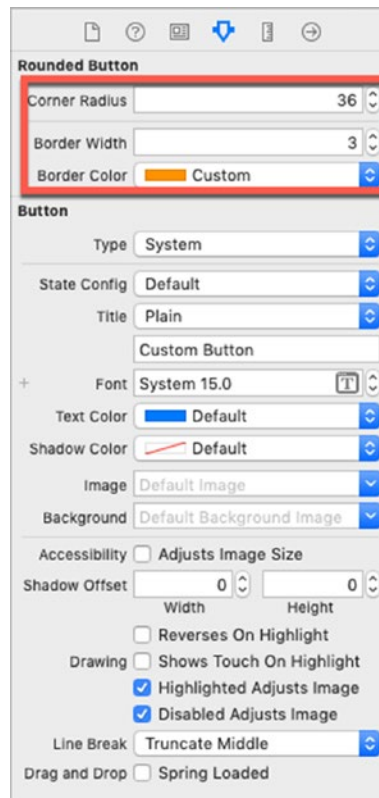 Rounded Button
Corner Radius 36
Border Width 3
Border Color Custom
Button
Type System
State Config Default
Title Plain
Custom Button
+ Font System 15.0 T
Text Color Default
Shadow Color Default
Image Default Image
Background Default Background Image
Accessibility Adjusts Image Size
Shadow Offset 0 0
Width Height
Reverses On Highlight
Drawing Shows Touch On Highlight
Highlighted Adjusts Image
Disabled Adjusts Image
Line Break Truncate Middle
Drag and Drop Spring Loaded